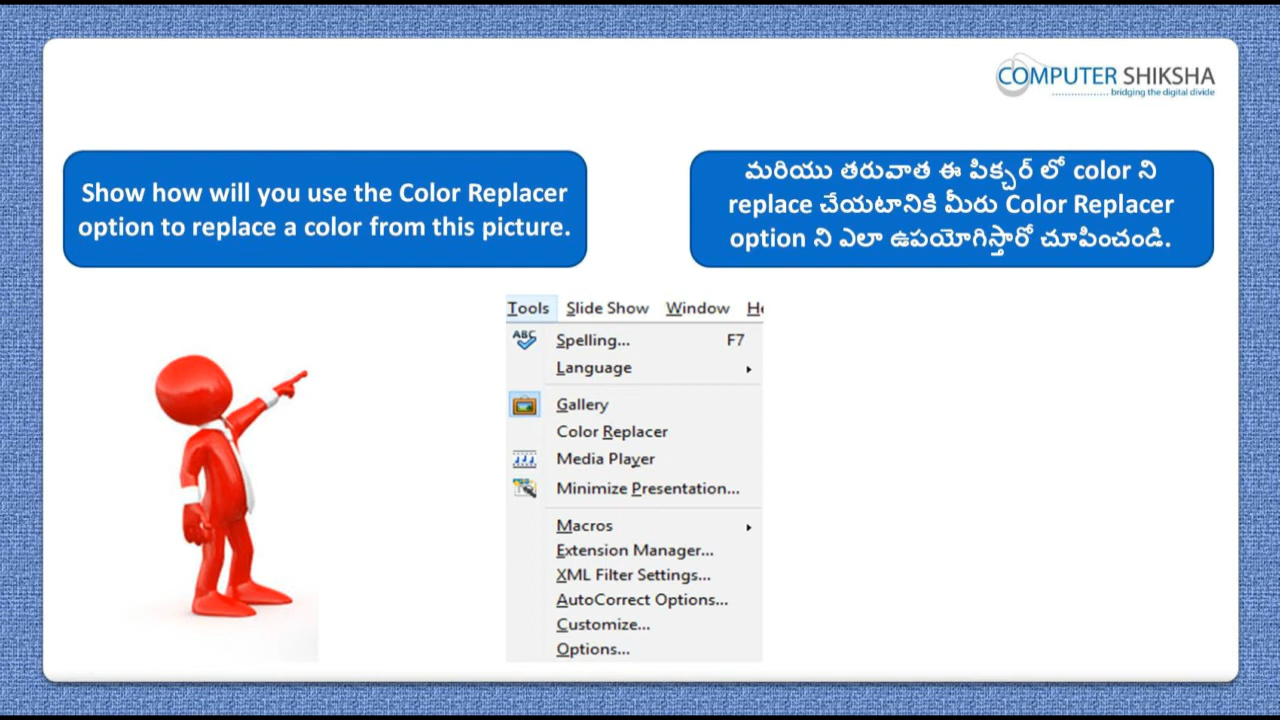 COMPUTER SHIKSHA
.................. bridging the digital divide
Show how will you use the Color Replacer
option to replace a color from this picture.
మరియు తరువాత ఈ పిక్చర్ లో color ని
replace చేయటానికి మీరు Color Replacer
option ని ఎలా ఉపయోగిస్తారో చూపించండి.
Tools Slide Show Window He
ABC Spelling... F7
Language
Gallery
Color Replacer
Media Player
Minimize Presentation...
Macros
Extension Manager...
XML Filter Settings...
AutoCorrect Options...
Customize...
Options...